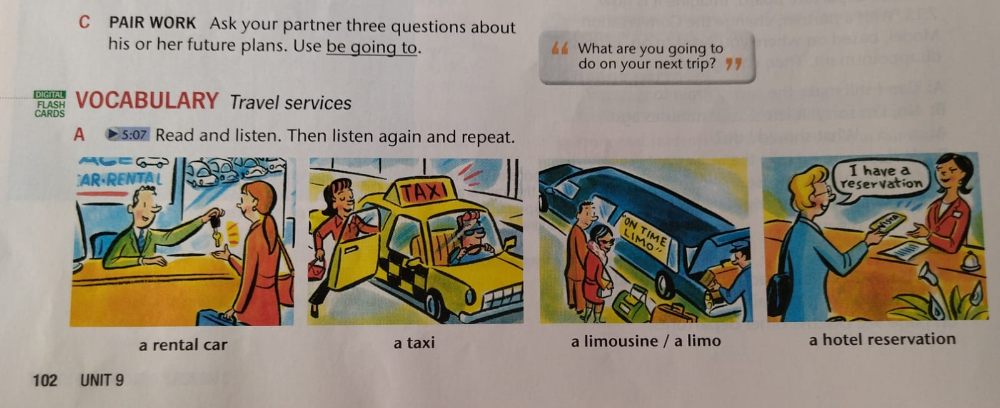 C PAIR WORK Ask your partner three questions about
his or her future plans. Use be going to.
“ What are you going to
do on your next trip? ”
DIGITAL
FLASH
CARDS
VOCABULARY Travel services
A 5:07 Read and listen. Then listen again and repeat.
AR·RENTAL
TAXI
"ON TIME
LIMO"
I have a
reservation
VISTA
a rental car
a taxi
a limousine / a limo
a hotel reservation
102 UNIT 9